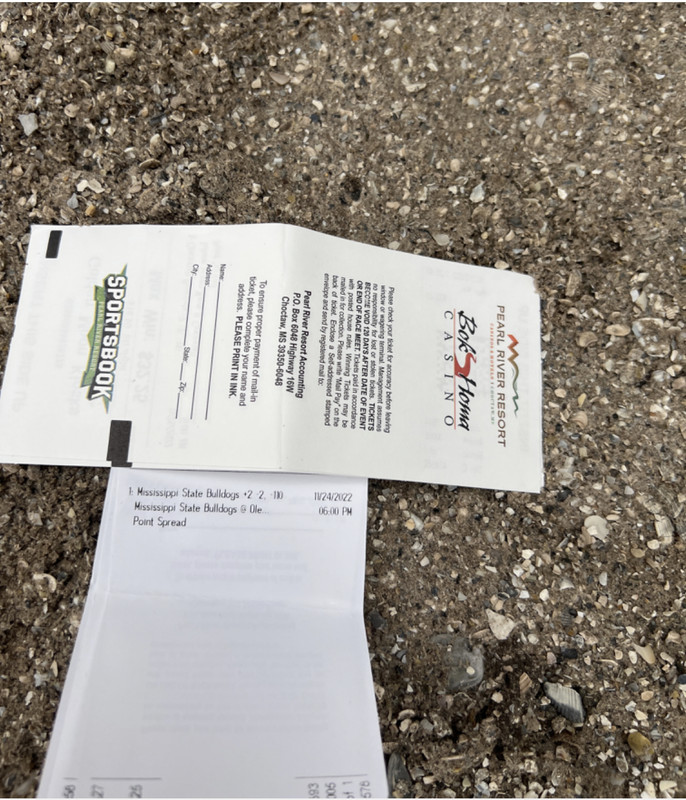 PEARL RIVER RESORT
Bok Homa
CASINO
Please check your ticket for accuracy before leaving
window or wagering terminal. Management assumes
no responsibility for lost or stolen tickets. TICKETS
BECOME VOID 120 DAYS AFTER DATE OF EVENT
OR END OF RACE MEET. Tickets paid in accordance
with posted house rules. Winning Tickets may be
mailed in for collection. Please write "Mail Pay" on the
back of ticket. Enclose a Self-addressed stamped
envelope and send by registered mail to:
Pearl River Resort Accounting
P.O. Box 6048 Highway 16W
Choctaw, MS 39350-6048
To ensure proper payment of mail-in
ticket, please complete your name and
address. PLEASE PRINT IN INK.
Name:
Address:
City: State: Zip:
SPORTSBOOK
1: Mississippi State Bulldogs +2 -2, -110 11/24/2022
Mississippi State Bulldogs @ Ole... 06:00 PM
Point Spread
27
25